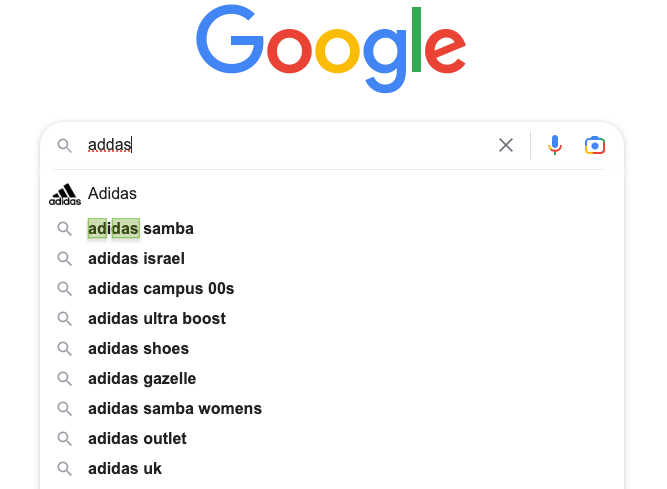 Google
addas
adidas
Adidas
adidas samba
adidas israel
adidas campus 00s
adidas ultra boost
adidas shoes
adidas gazelle
adidas samba womens
adidas outlet
adidas uk